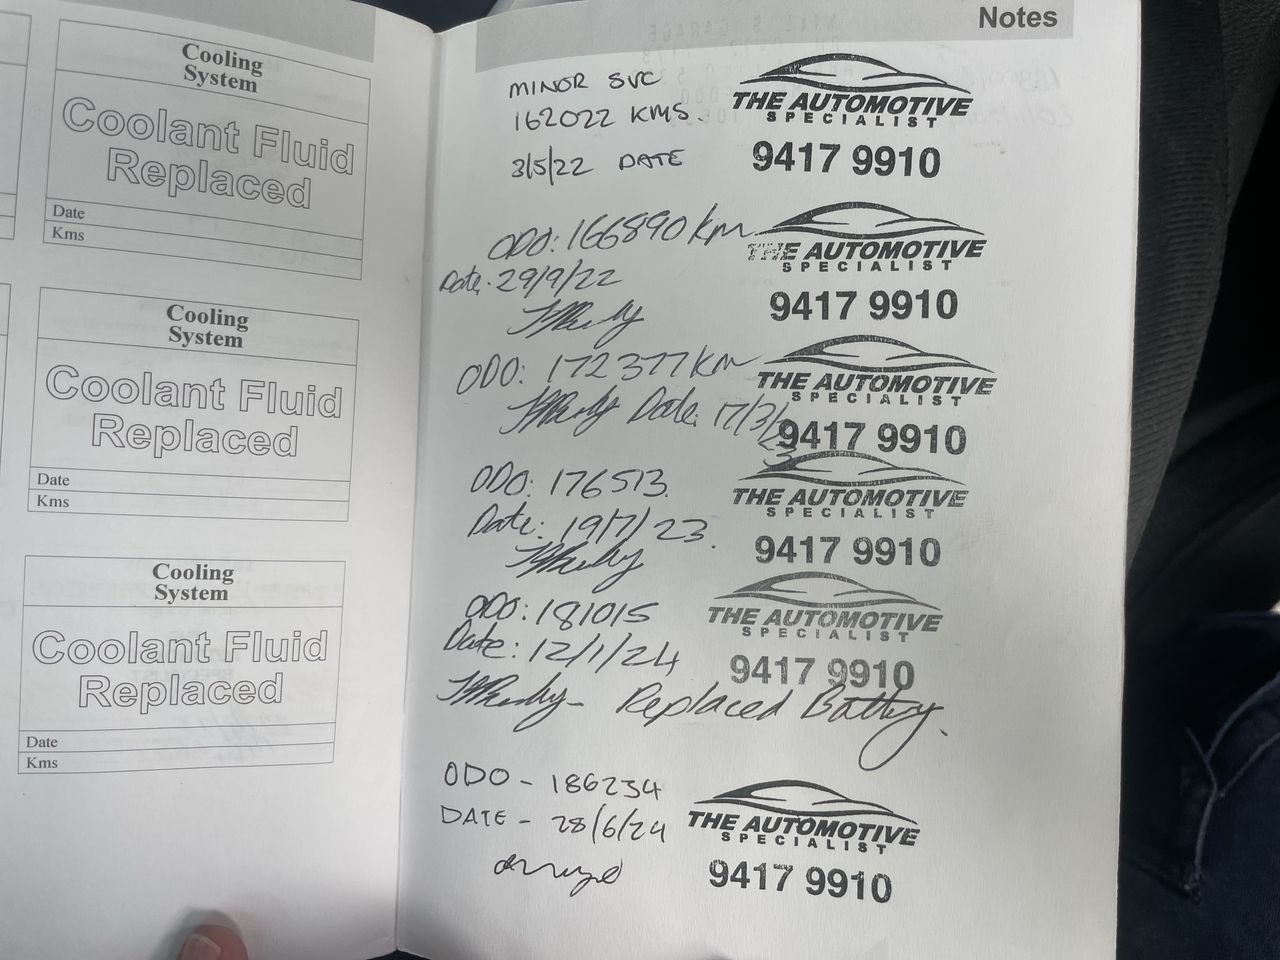 Cooling
System
Coolant Fluid
Replaced
Date
Kms
Cooling
System
Coolant Fluid
Replaced
Date
Kms
Cooling
System
Coolant Fluid
Replaced
Date
Kms
Notes
MINOR SVC
162022 KMS.
3/5/22 DATE
THE AUTOMOTIVE
SPECIALIST
9417 9910
ODO: 166890 km
Date: 29/9/22
THE AUTOMOTIVE
SPECIALIST
9417 9910
ODO: 172377 km
Date: 17/3/23
THE AUTOMOTIVE
SPECIALIST
9417 9910
ODO: 176513
Date: 19/7/23.
THE AUTOMOTIVE
SPECIALIST
9417 9910
ODO: 181015
Date: 12/1/24
THE AUTOMOTIVE
SPECIALIST
9417 9910
- Replaced Battery.
ODO - 186234
DATE - 28/6/24
THE AUTOMOTIVE
SPECIALIST
9417 9910